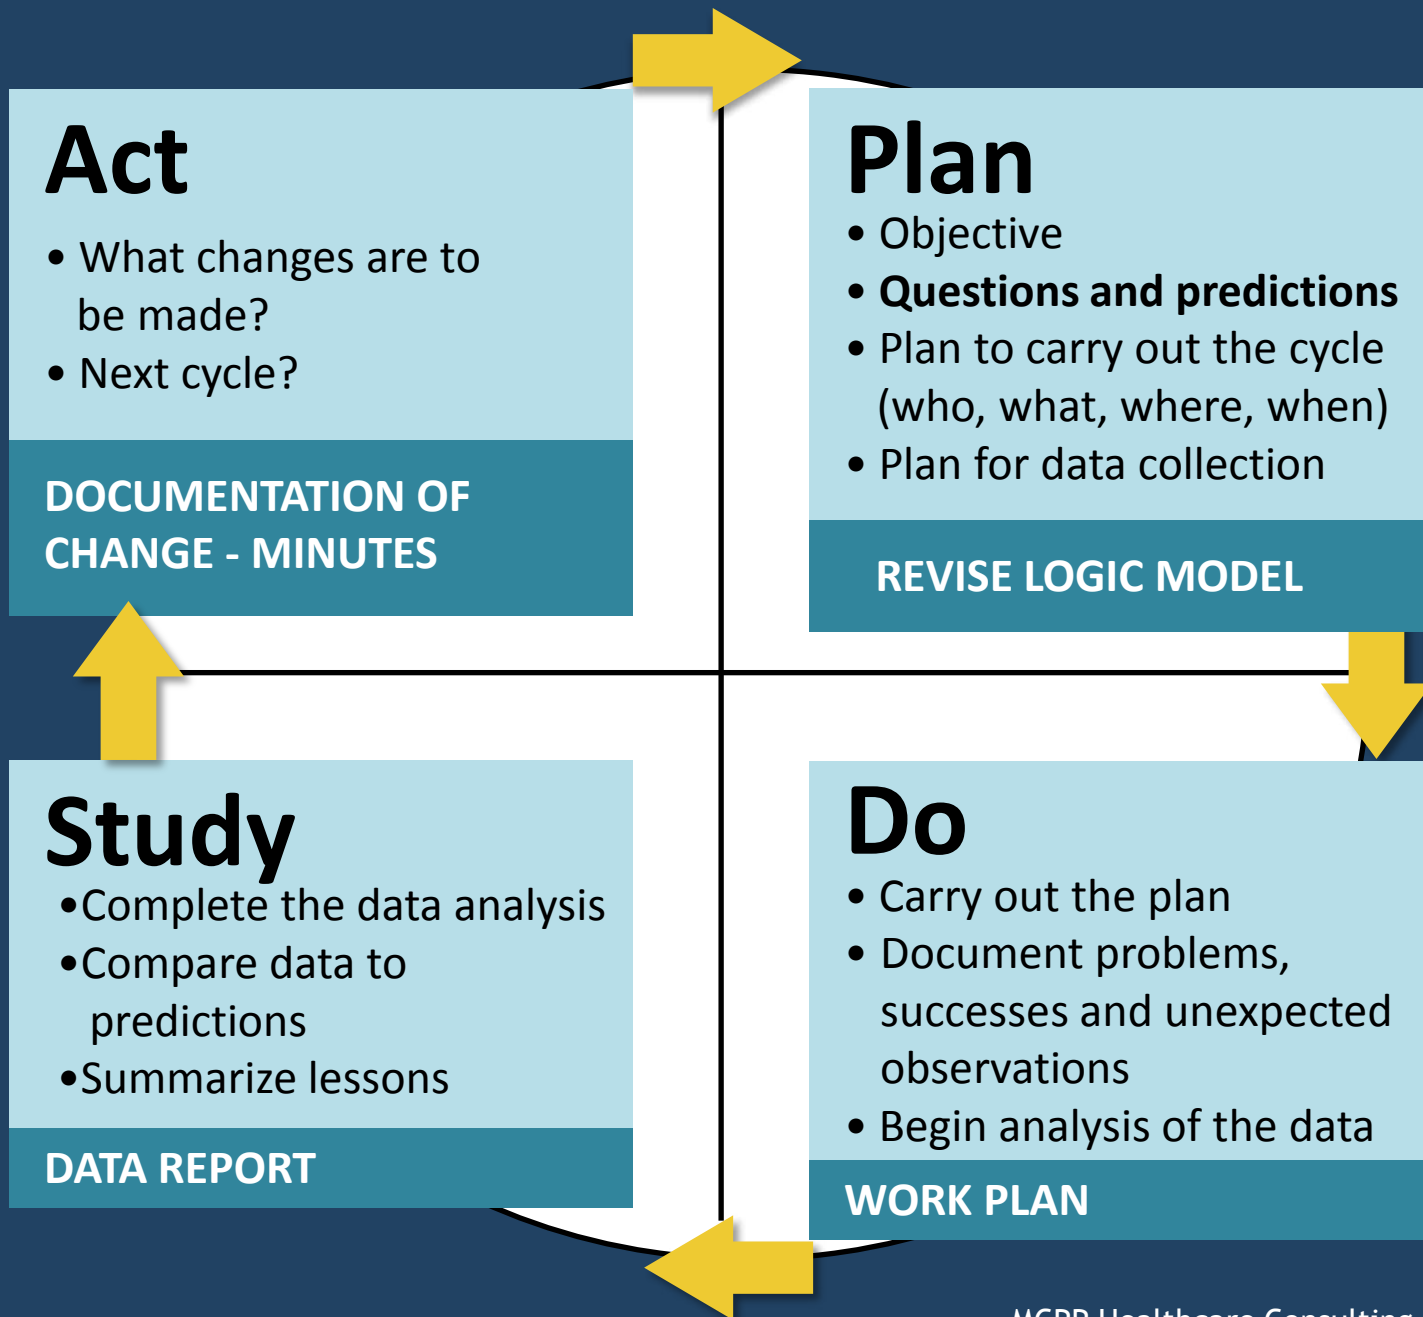 Act
• What changes are to
be made?
• Next cycle?
DOCUMENTATION OF
CHANGE - MINUTES
Plan
• Objective
• Questions and predictions
• Plan to carry out the cycle
(who, what, where, when)
• Plan for data collection
REVISE LOGIC MODEL
Study
•Complete the data analysis
•Compare data to
predictions
•Summarize lessons
DATA REPORT
Do
• Carry out the plan
• Document problems,
successes and unexpected
observations
• Begin analysis of the data
WORK PLAN
Healthcare Consulting